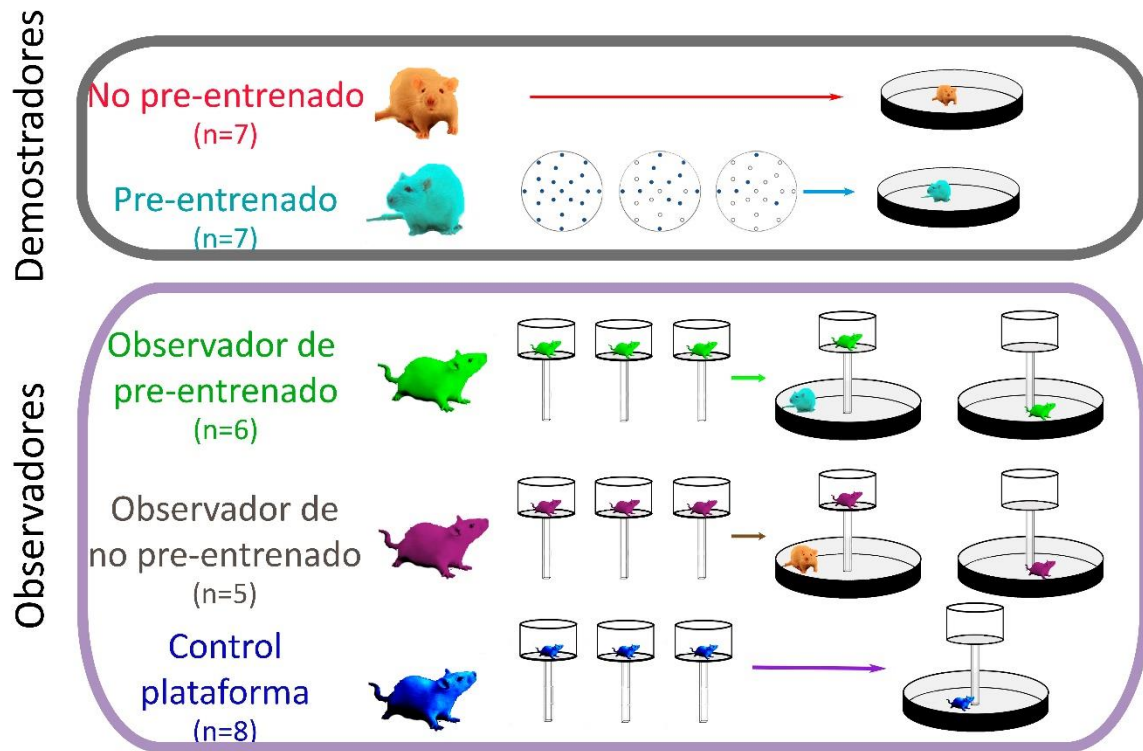 Demostradores
No pre-entrenado
(n=7)
Pre-entrenado
(n=7)
Observadores
Observador de
pre-entrenado
(n=6)
Observador de
no pre-entrenado
(n=5)
Control
plataforma
(n=8)